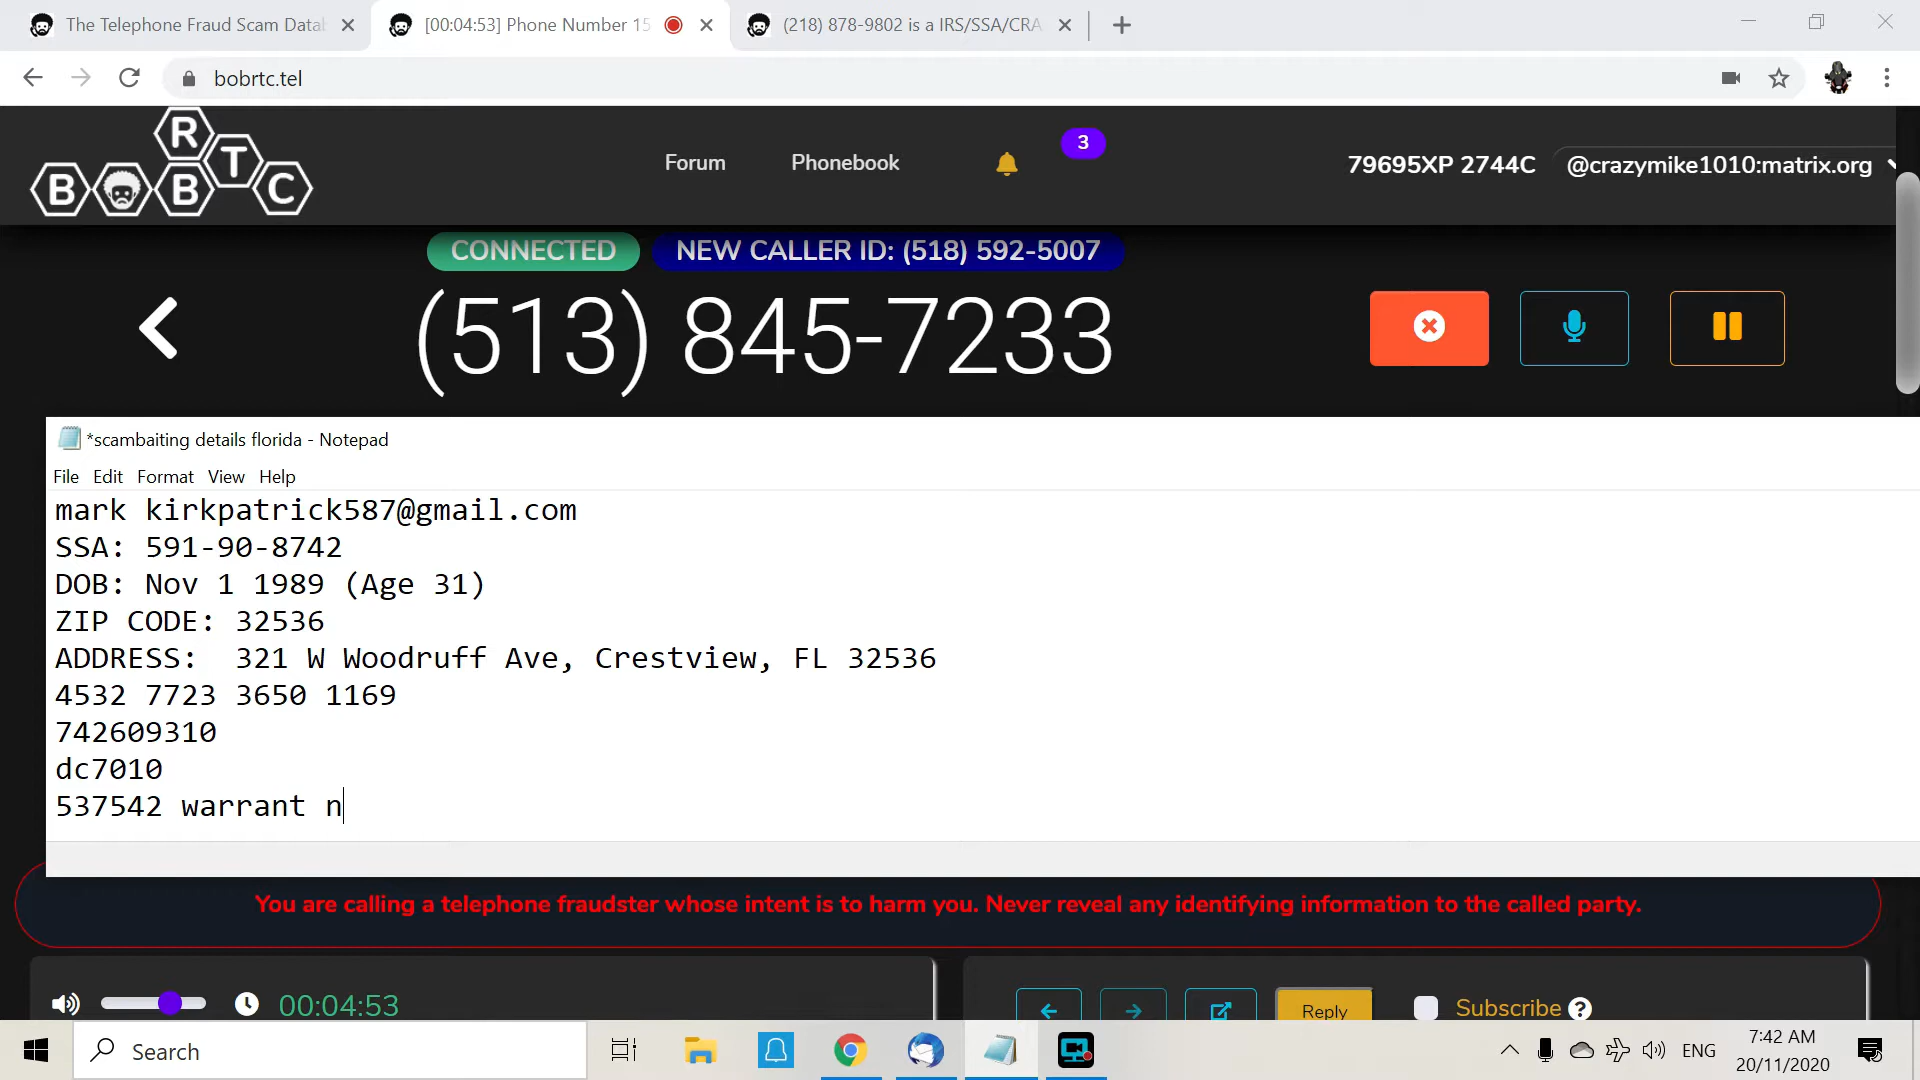 The Telephone Fraud Scam Datab
[00:04:53] Phone Number 15
(218) 878-9802 is a IRS/SSA/CRA
bobrtc.tel
BOB RTC
Forum
Phonebook
3
79695XP 2744C
@crazymike1010:matrix.org
CONNECTED
NEW CALLER ID: (518) 592-5007
(513) 845-7233
*scambaiting details florida - Notepad
File Edit Format View Help
mark kirkpatrick587@gmail.com
SSA: 591-90-8742
DOB: Nov 1 1989 (Age 31)
ZIP CODE: 32536
ADDRESS:  321 W Woodruff Ave, Crestview, FL 32536
4532 7723 3650 1169
742609310
dc7010
537542 warrant n
You are calling a telephone fraudster whose intent is to harm you. Never reveal any identifying information to the called party.
00:04:53
Reply
Subscribe ?
Search
ENG
7:42 AM
20/11/2020